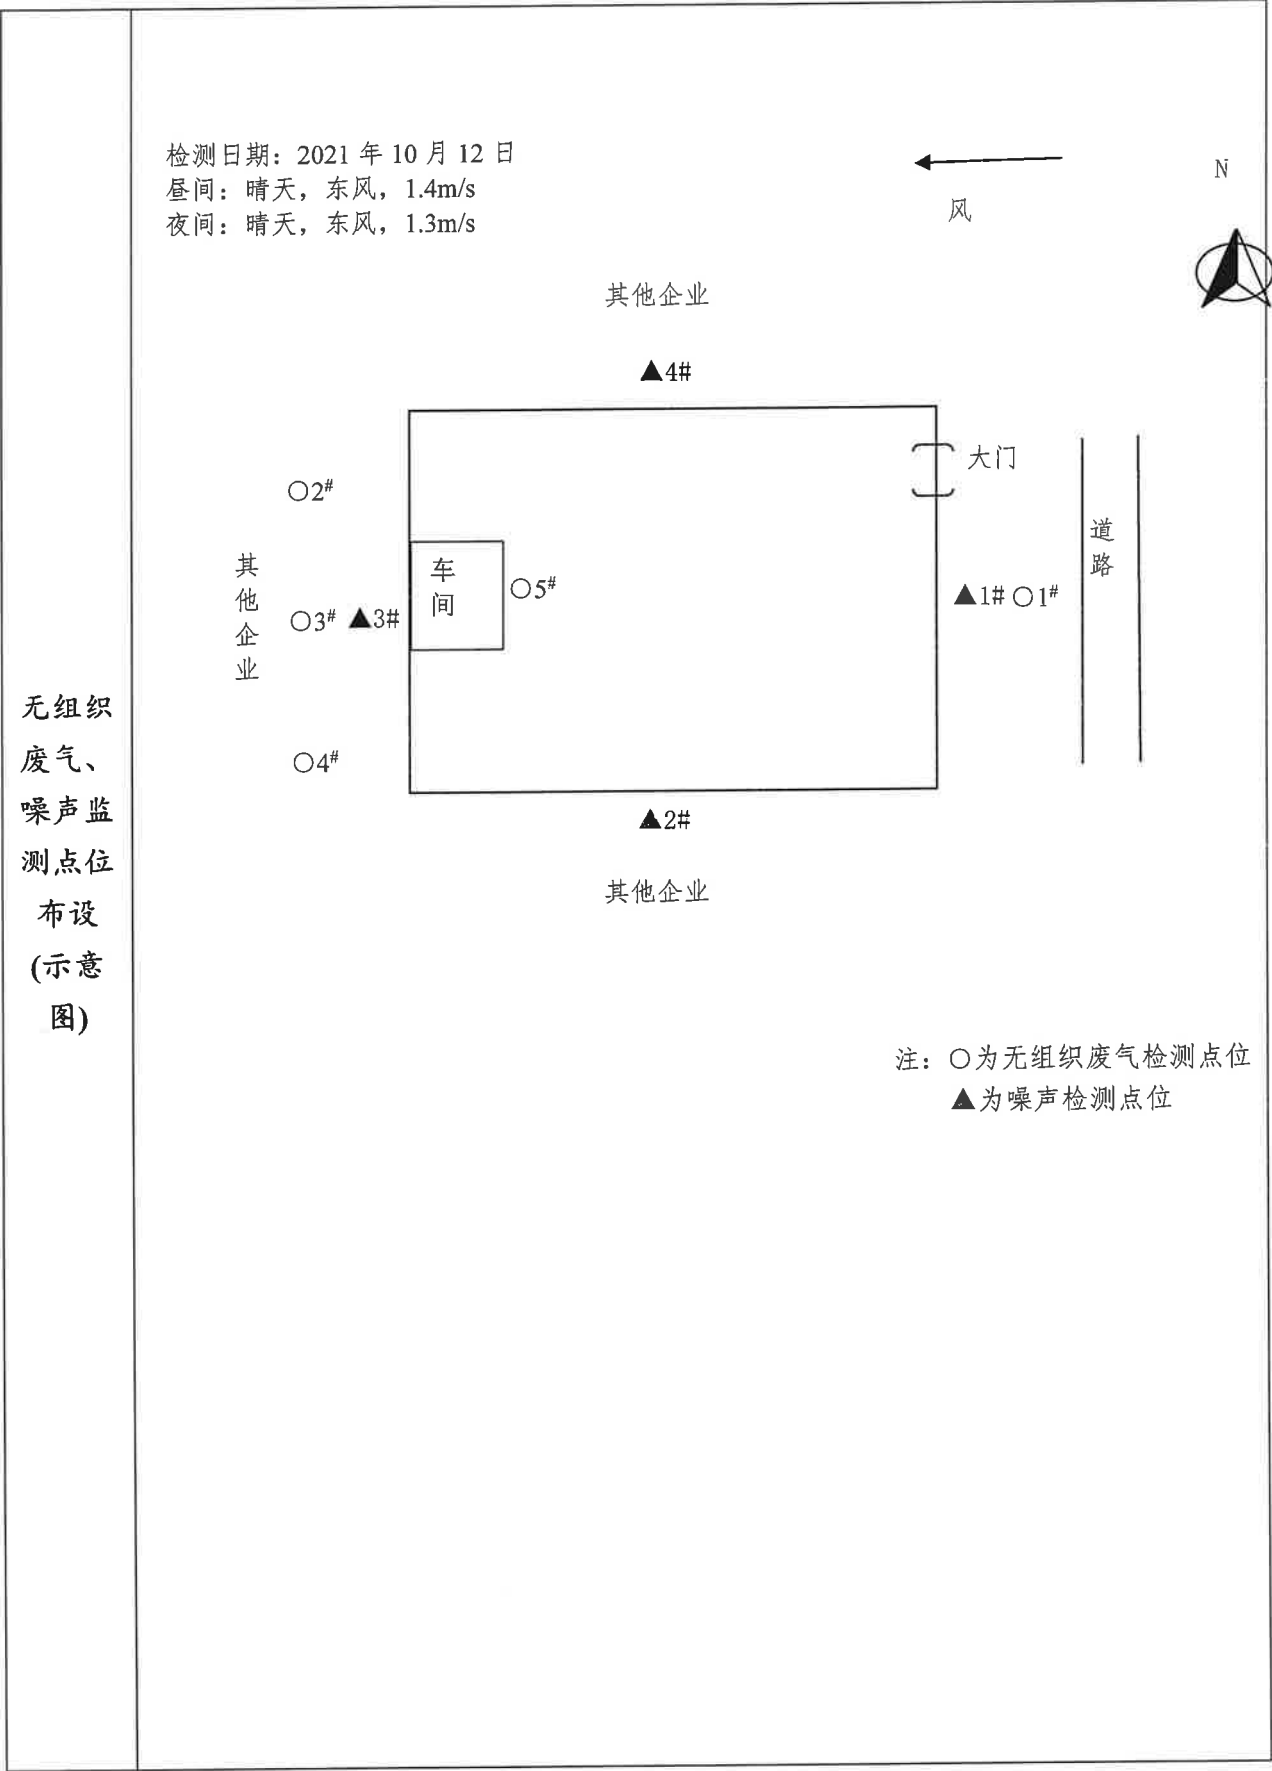 检测日期：2021 年 10 月 12 日
昼间：晴天，东风，1.4m/s
夜间：晴天，东风，1.3m/s
风
N
其他企业
▲4#
大门
○2#
道路
其他企业
车间
○5#
○3# ▲3#
▲1# ○1#
○4#
▲2#
其他企业
无组织
废气、
噪声监
测点位
布设
(示意
图)
注：○为无组织废气检测点位
▲为噪声检测点位